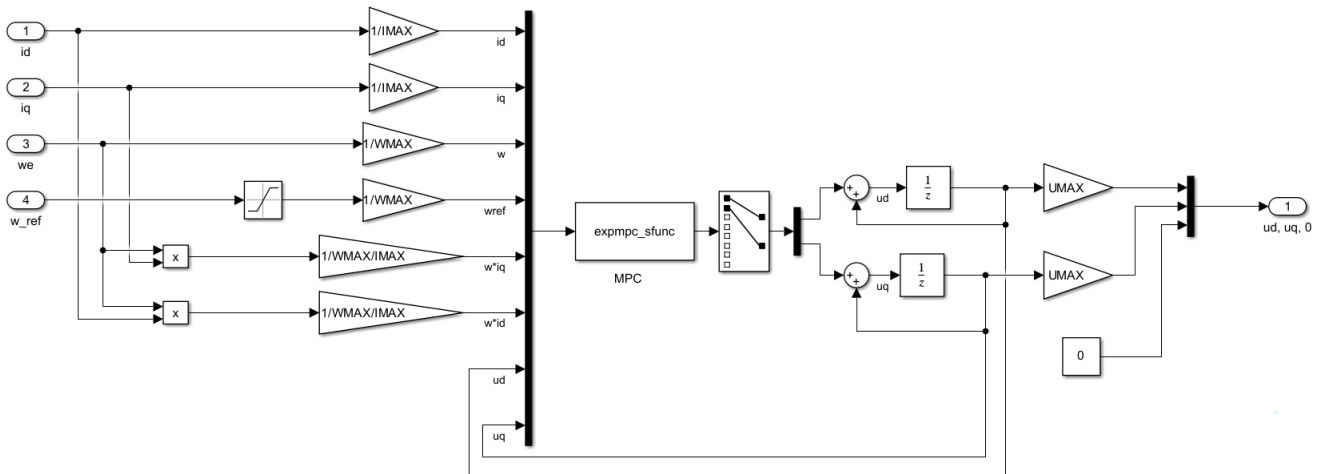 1
id
1/IMAX
id
2
iq
1/IMAX
iq
3
we
1/WMAX
w
4
w_ref
1/WMAX
wref
x
1/WMAX/IMAX
w*iq
x
1/WMAX/IMAX
w*id
ud
uq
expmpc_sfunc
MPC
+
+
ud
1
z
UMAX
+
+
uq
1
z
UMAX
0
1
ud, uq, 0